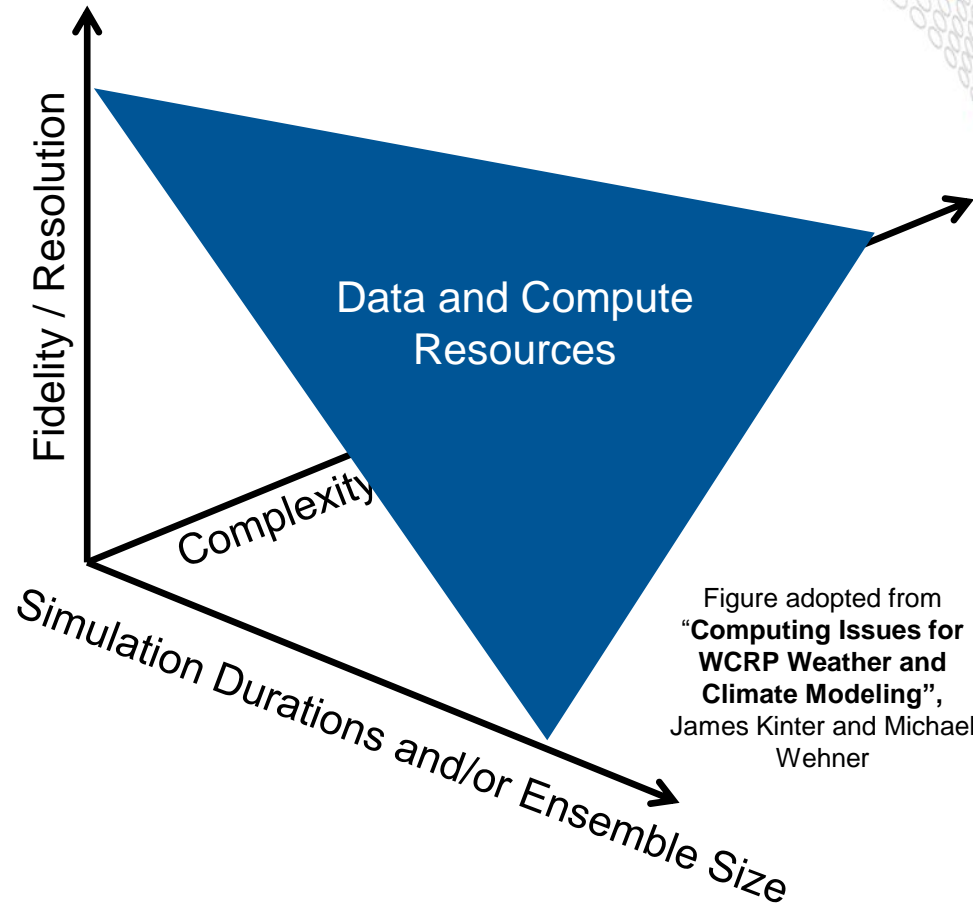 Fidelity / Resolution
Data and Compute
Resources
Complexity
Simulation Durations and/or Ensemble Size
Figure adopted from
“Computing Issues for
WCRP Weather and
Climate Modeling”,
James Kinter and Michael
Wehner